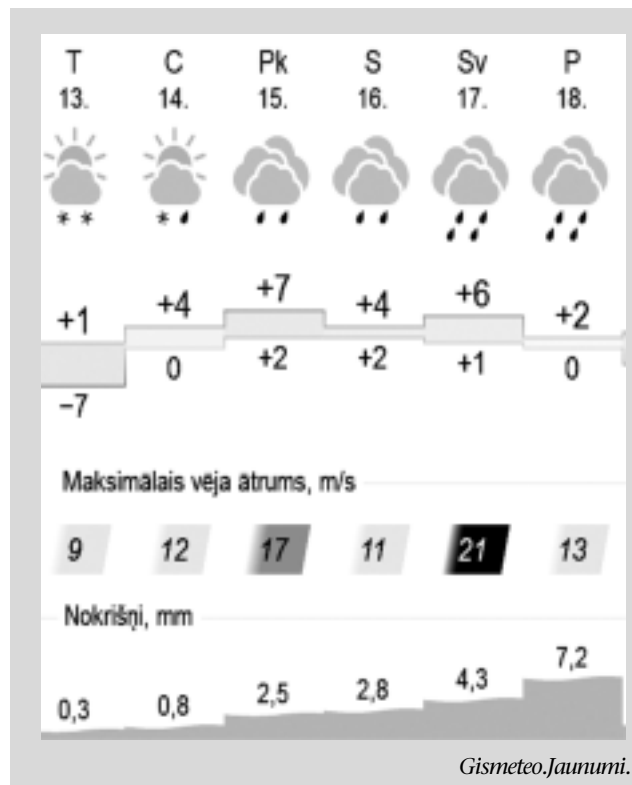 T C Pk S Sv P
13. 14. 15. 16. 17. 18.
+1 +4 +7 +4 +6 +2
−7 0 +2 +2 +1 0
Maksimālais vēja ātrums, m/s
9 12 17 11 21 13
Nokrišņi, mm
0,3 0,8 2,5 2,8 4,3 7,2
Gismeteo.Jaunumi.